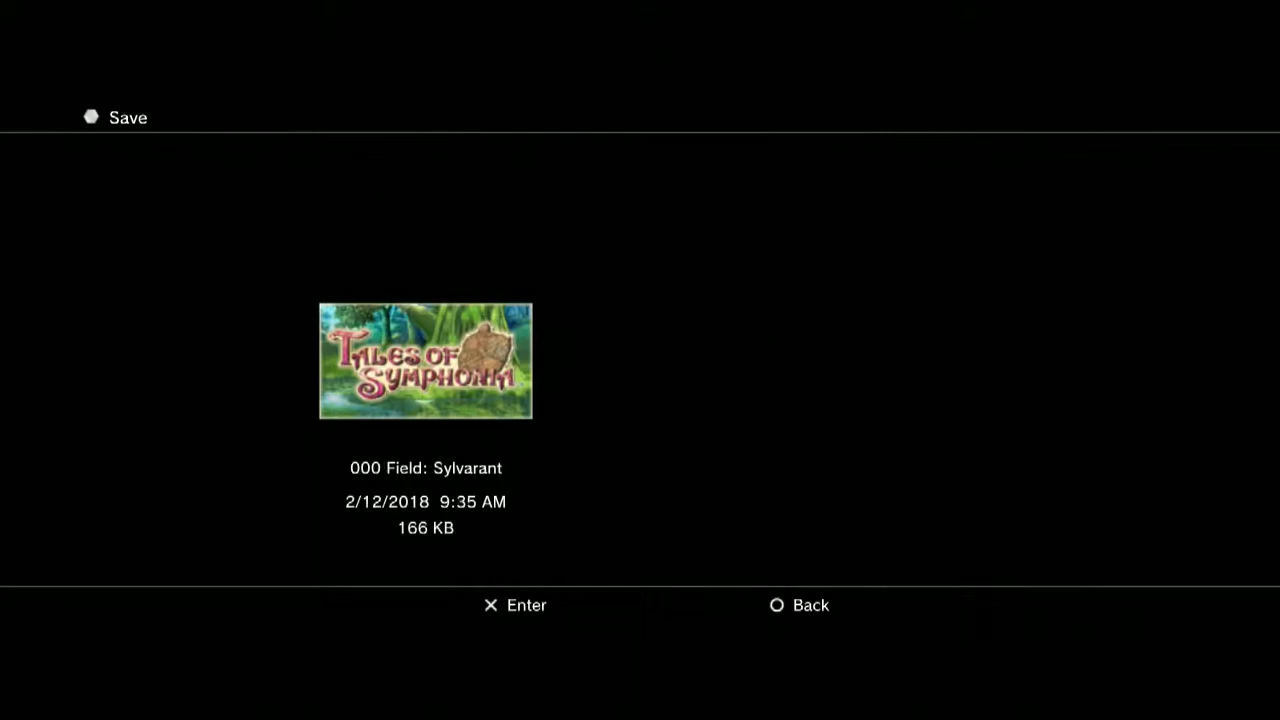 Save
TALES OF
SYMPHONIA
000 Field: Sylvarant
2/12/2018 9:35 AM
166 KB
Enter
Back